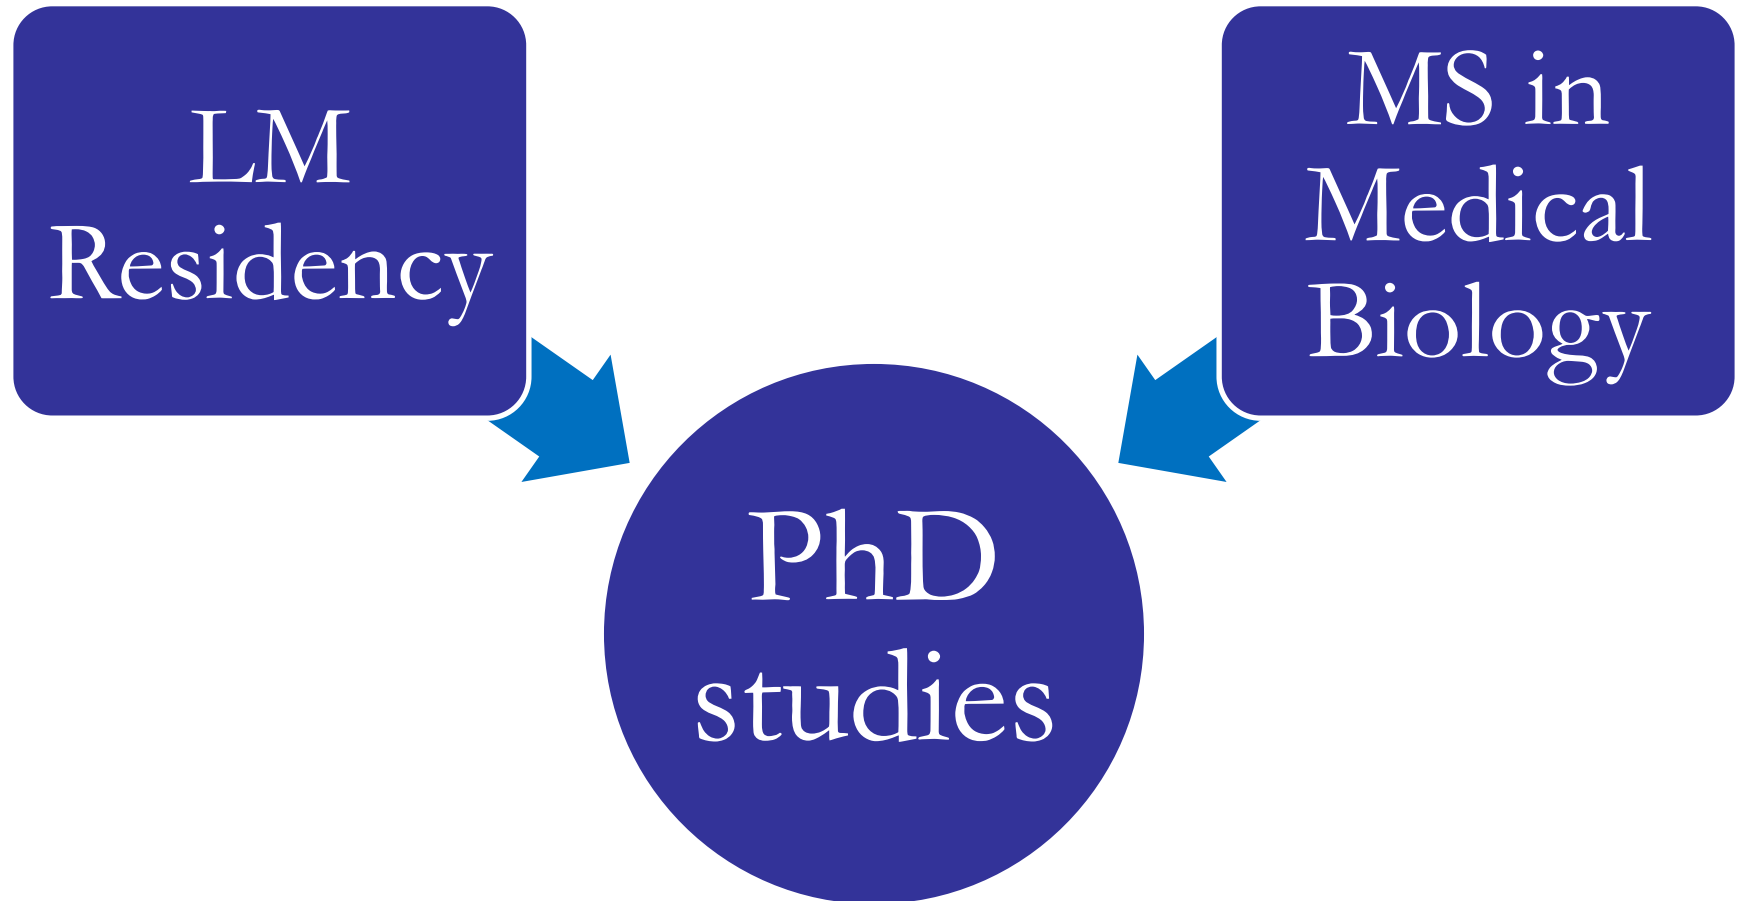 LM
Residency
MS in
Medical
Biology
PhD
studies